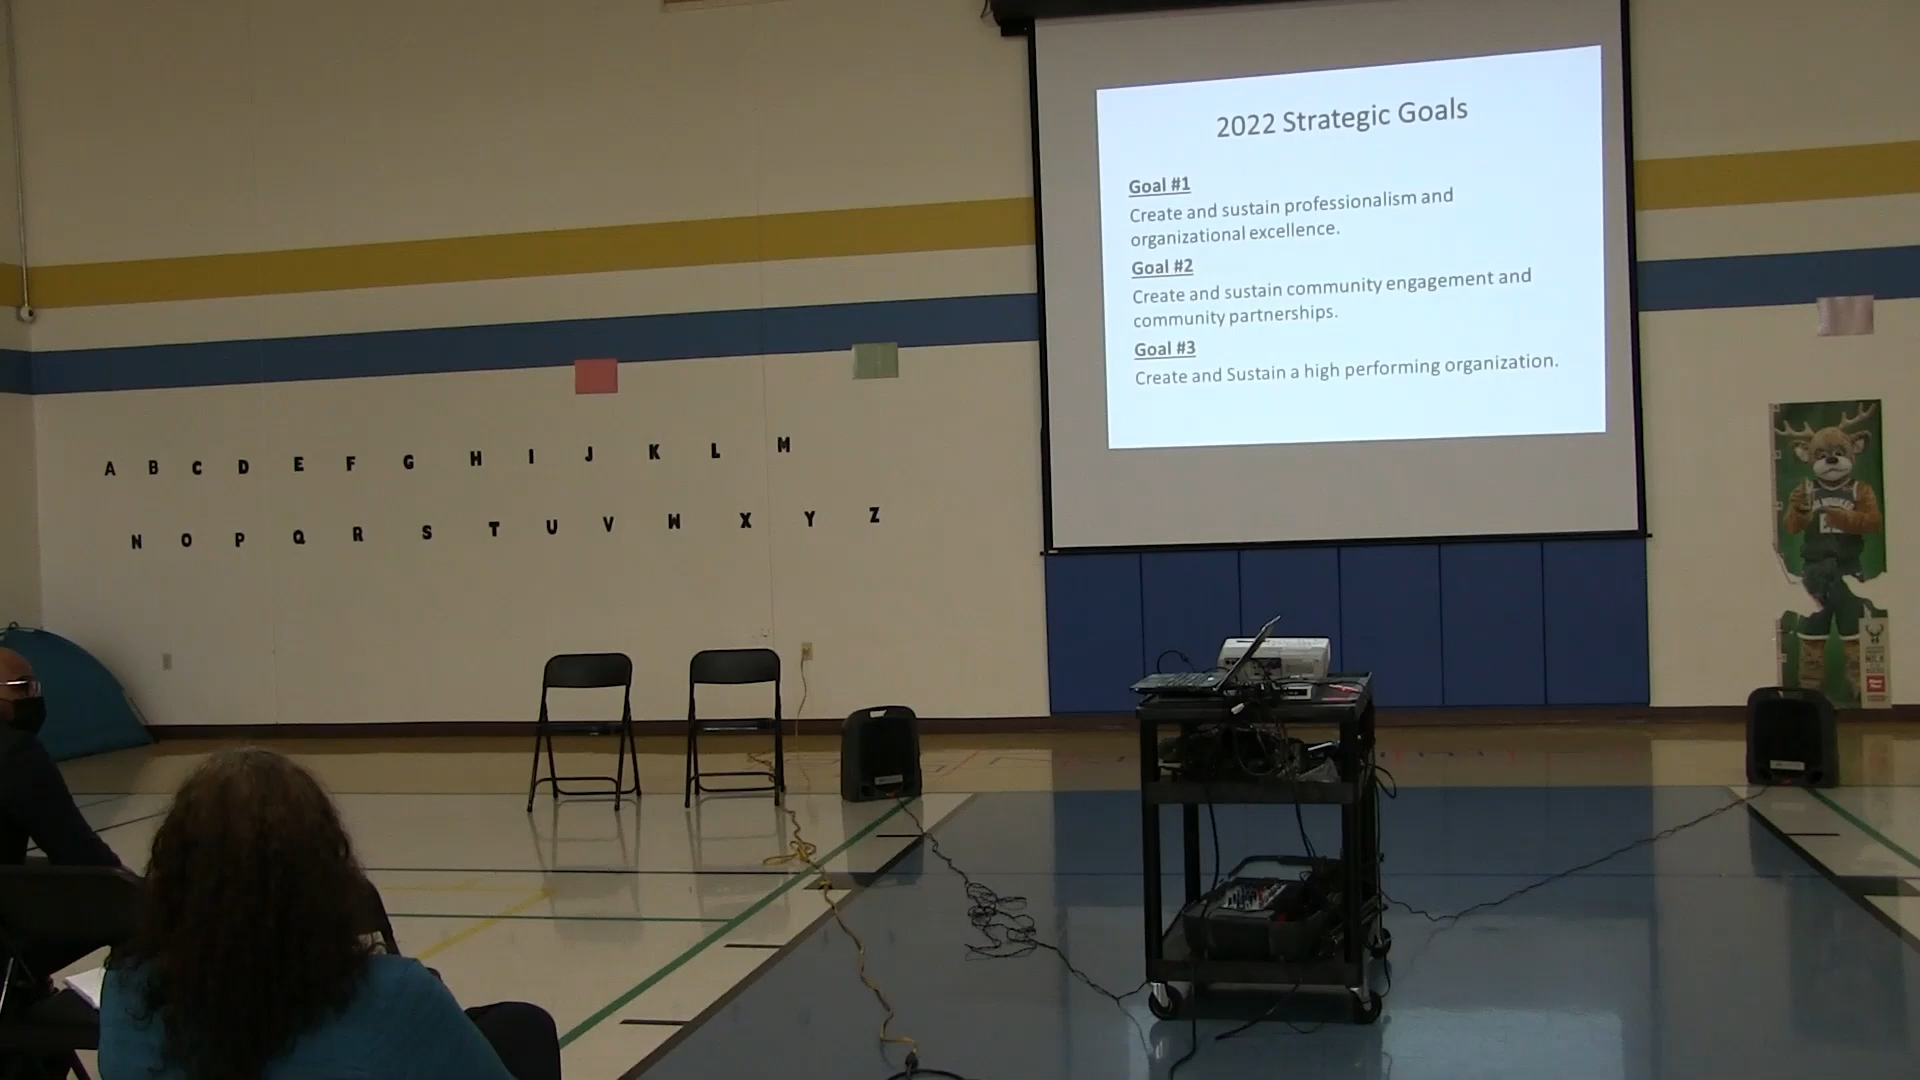 2022 Strategic Goals
Goal #1
Create and sustain professionalism and
organizational excellence.
Goal #2
Create and sustain community engagement and
community partnerships.
Goal #3
Create and Sustain a high performing organization.
A B C D E F G H I J K L M
N O P Q R S T U V W X Y Z